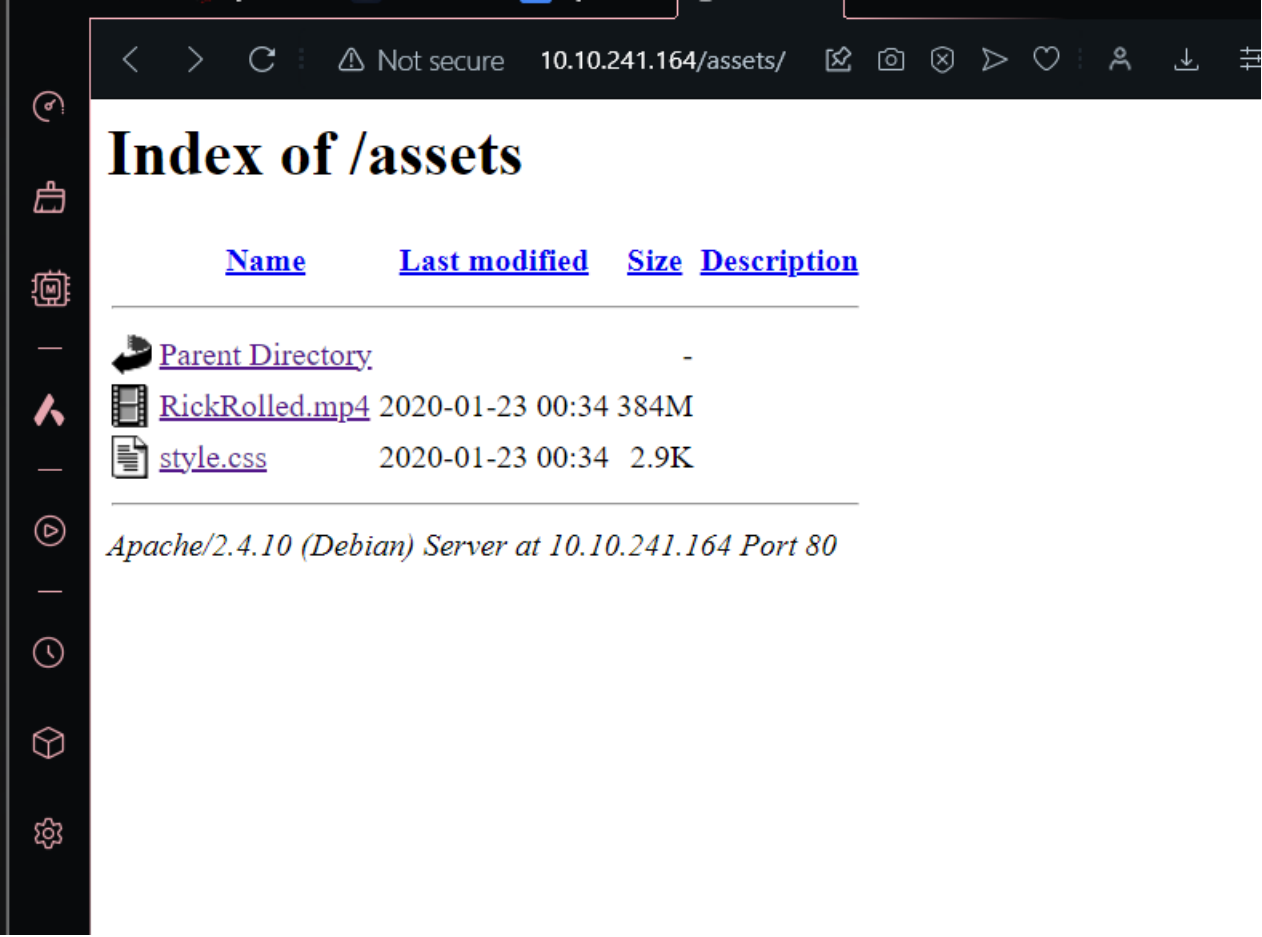 Not secure 10.10.241.164/assets/
Index of /assets
Name Last modified Size Description
Parent Directory -
RickRolled.mp4 2020-01-23 00:34 384M
style.css 2020-01-23 00:34 2.9K
Apache/2.4.10 (Debian) Server at 10.10.241.164 Port 80